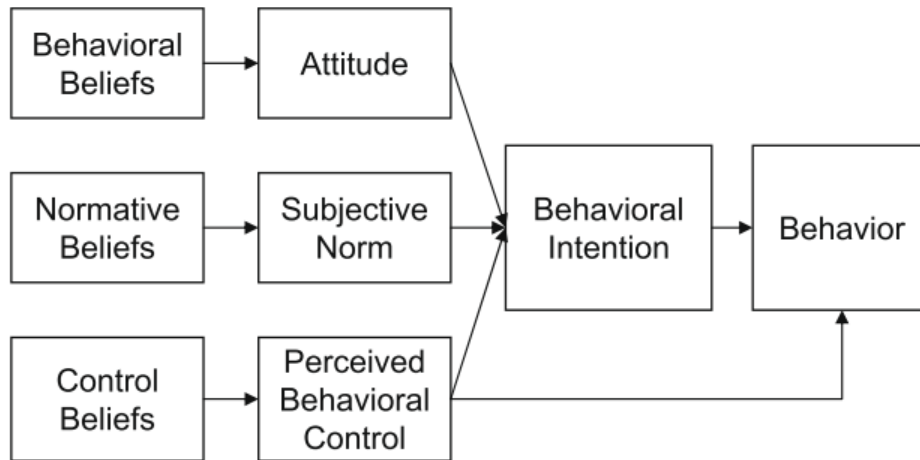 Behavioral
Beliefs
Attitude
Normative
Beliefs
Subjective
Norm
Behavioral
Intention
Behavior
Control
Beliefs
Perceived
Behavioral
Control